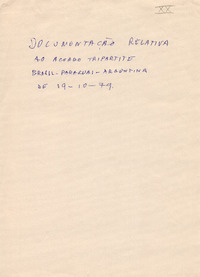 XX
DOCUMENTAÇÃO RELATIVA
AO ACORDO TRIPARTITE
BRASIL-PARAGUAI-ARGENTINA
DE 19-10-79.